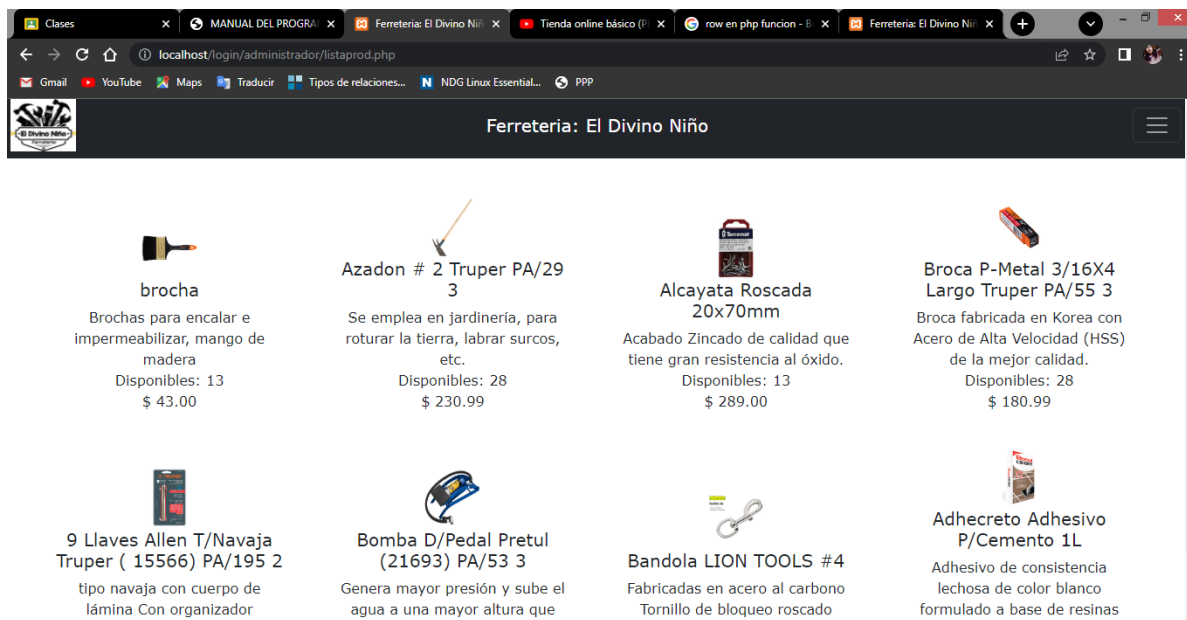 Clases
MANUAL DEL PROGRA
Ferreteria: El Divino Niñ
Tienda online básico (P
row en php funcion - B
Ferreteria: El Divino Niñ
localhost/login/administrador/listaprod.php
Gmail YouTube Maps Traducir Tipos de relaciones... NDG Linux Essential... PPP
El Divino Niño
Ferreteria
Ferreteria: El Divino Niño
brocha
Brochas para encalar e
impermeabilizar, mango de
madera
Disponibles: 13
$ 43.00
Azadon # 2 Truper PA/29
3
Se emplea en jardinería, para
roturar la tierra, labrar surcos,
etc.
Disponibles: 28
$ 230.99
Alcayata Roscada
20x70mm
Acabado Zincado de calidad que
tiene gran resistencia al óxido.
Disponibles: 13
$ 289.00
Broca P-Metal 3/16X4
Largo Truper PA/55 3
Broca fabricada en Korea con
Acero de Alta Velocidad (HSS)
de la mejor calidad.
Disponibles: 28
$ 180.99
9 Llaves Allen T/Navaja
Truper ( 15566) PA/195 2
tipo navaja con cuerpo de
lámina Con organizador
Bomba D/Pedal Pretul
(21693) PA/53 3
Genera mayor presión y sube el
agua a una mayor altura que
Bandola LION TOOLS #4
Fabricadas en acero al carbono
Tornillo de bloqueo roscado
Adhecreto Adhesivo
P/Cemento 1L
Adhesivo de consistencia
lechosa de color blanco
formulado a base de resinas